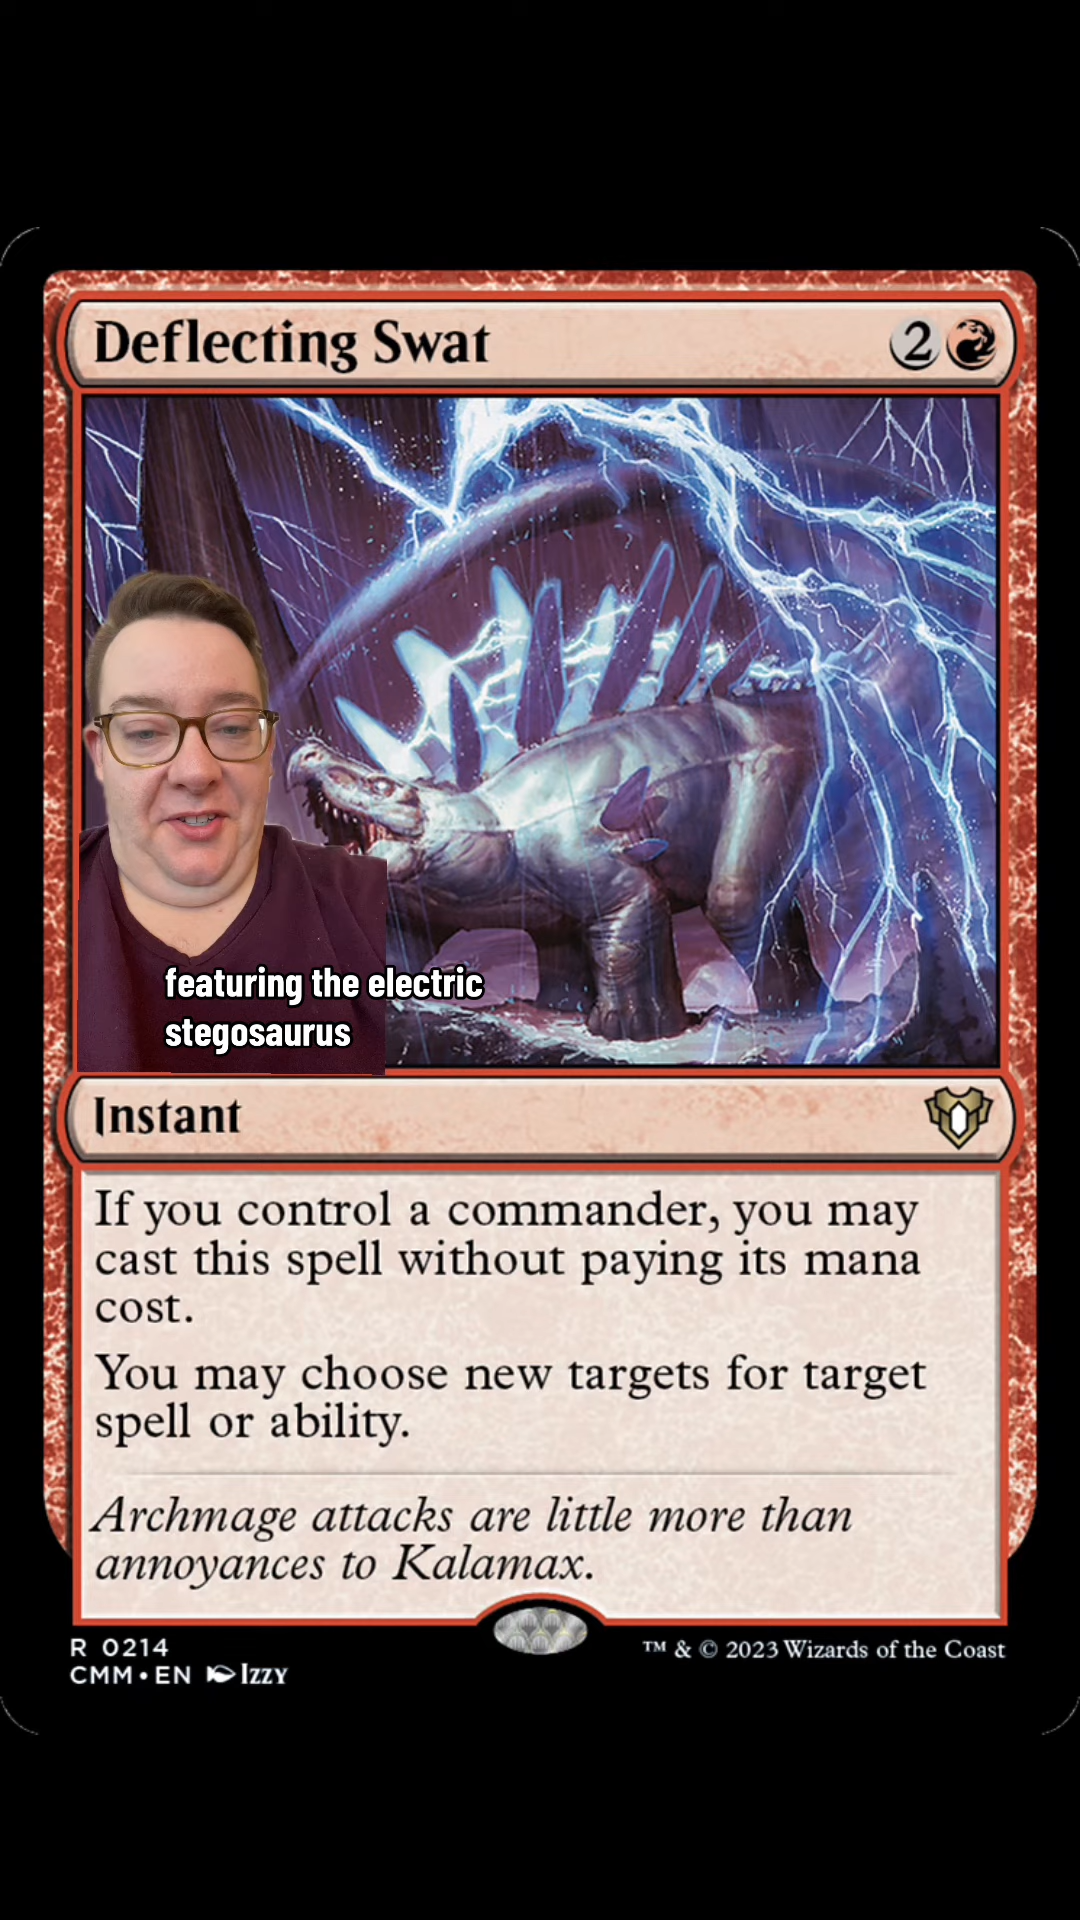 Deflecting Swat
2
featuring the electric
stegosaurus
Instant
If you control a commander, you may
cast this spell without paying its mana
cost.
You may choose new targets for target
spell or ability.
Archmage attacks are little more than
annoyances to Kalamax.
R 0214
™ & © 2023 Wizards of the Coast
CMM • EN IZZY